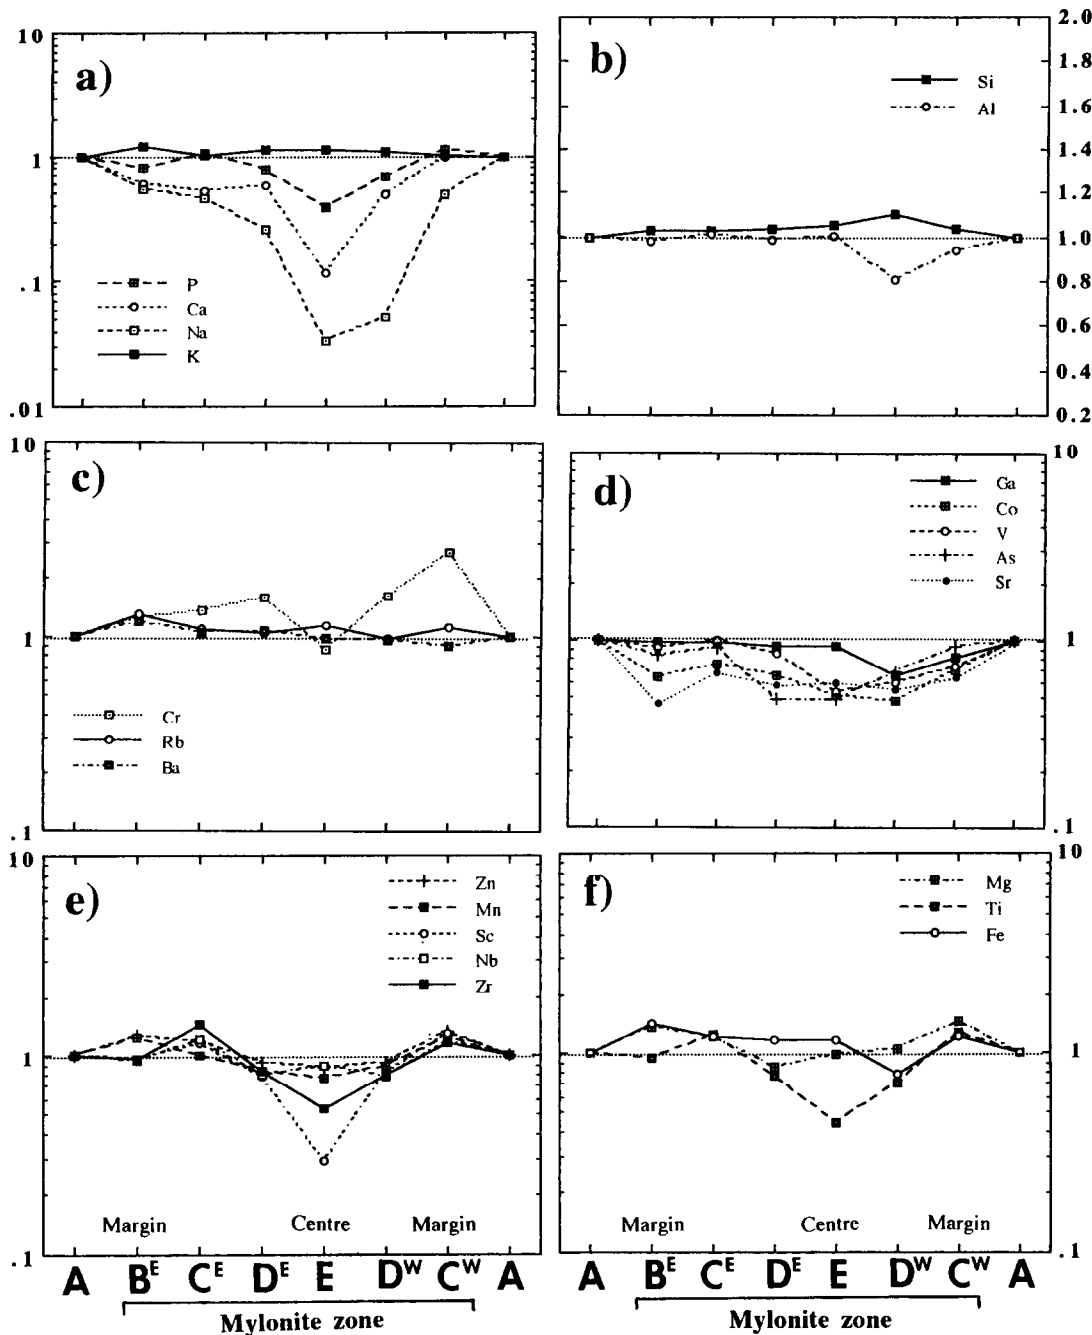 a)
10
1
.1
.01
P
Ca
Na
K
b)
Si
Al
2.0
1.8
1.6
1.4
1.2
1.0
0.8
0.6
0.4
0.2
c)
10
1
.1
Cr
Rb
Ba
d)
Ga
Co
V
As
Sr
10
1
.1
e)
10
1
.1
Zn
Mn
Sc
Nb
Zr
Margin Centre Margin
A B^E C^E D^E E D^W C^W A
Mylonite zone
f)
Mg
Ti
Fe
10
1
.1
Margin Centre Margin
A B^E C^E D^E E D^W C^W A
Mylonite zone